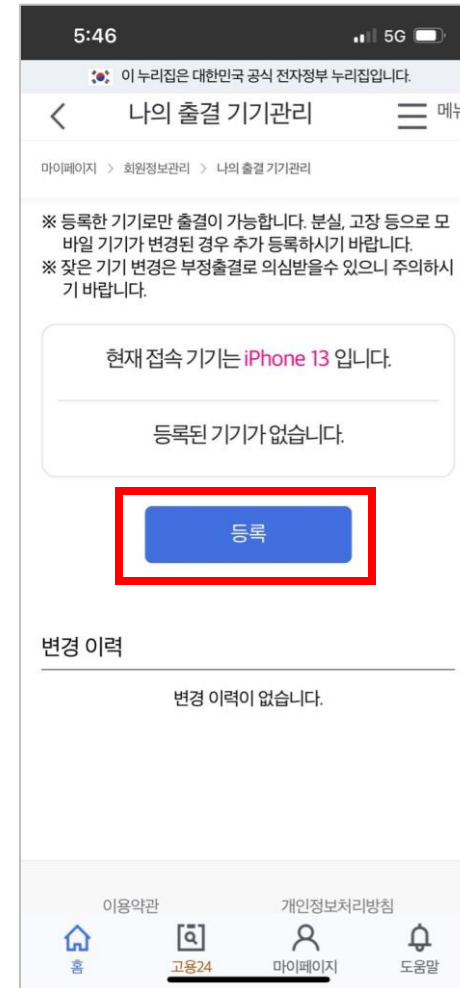 5:46
5G
이 누리집은 대한민국 공식 전자정부 누리집입니다.
나의 출결 기기관리
메뉴
마이페이지 > 회원정보관리 > 나의 출결 기기관리
※ 등록한 기기로만 출결이 가능합니다. 분실, 고장 등으로 모
바일 기기가 변경된 경우 추가 등록하시기 바랍니다.
※ 잦은 기기 변경은 부정출결로 의심받을수 있으니 주의하시
기 바랍니다.
현재 접속 기기는 iPhone 13 입니다.
등록된 기기가 없습니다.
등록
변경 이력
변경 이력이 없습니다.
이용약관
개인정보처리방침
홈
고용24
마이페이지
도움말